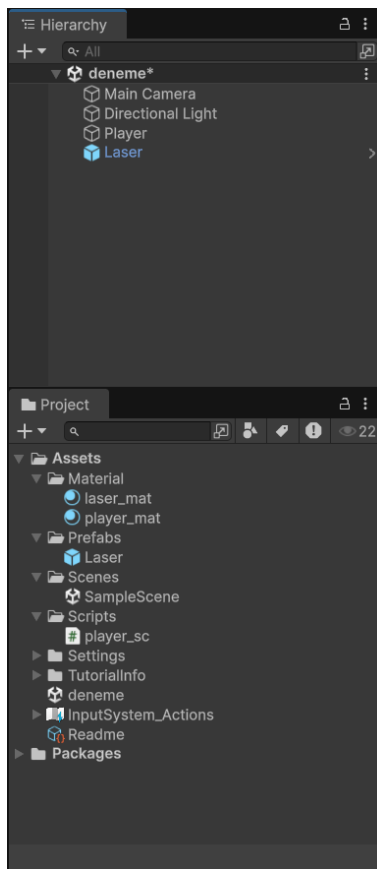 Hierarchy
All
deneme*
Main Camera
Directional Light
Player
Laser
Project
22
Assets
Material
laser_mat
player_mat
Prefabs
Laser
Scenes
SampleScene
Scripts
# player_sc
Settings
TutorialInfo
deneme
InputSystem_Actions
Readme
Packages